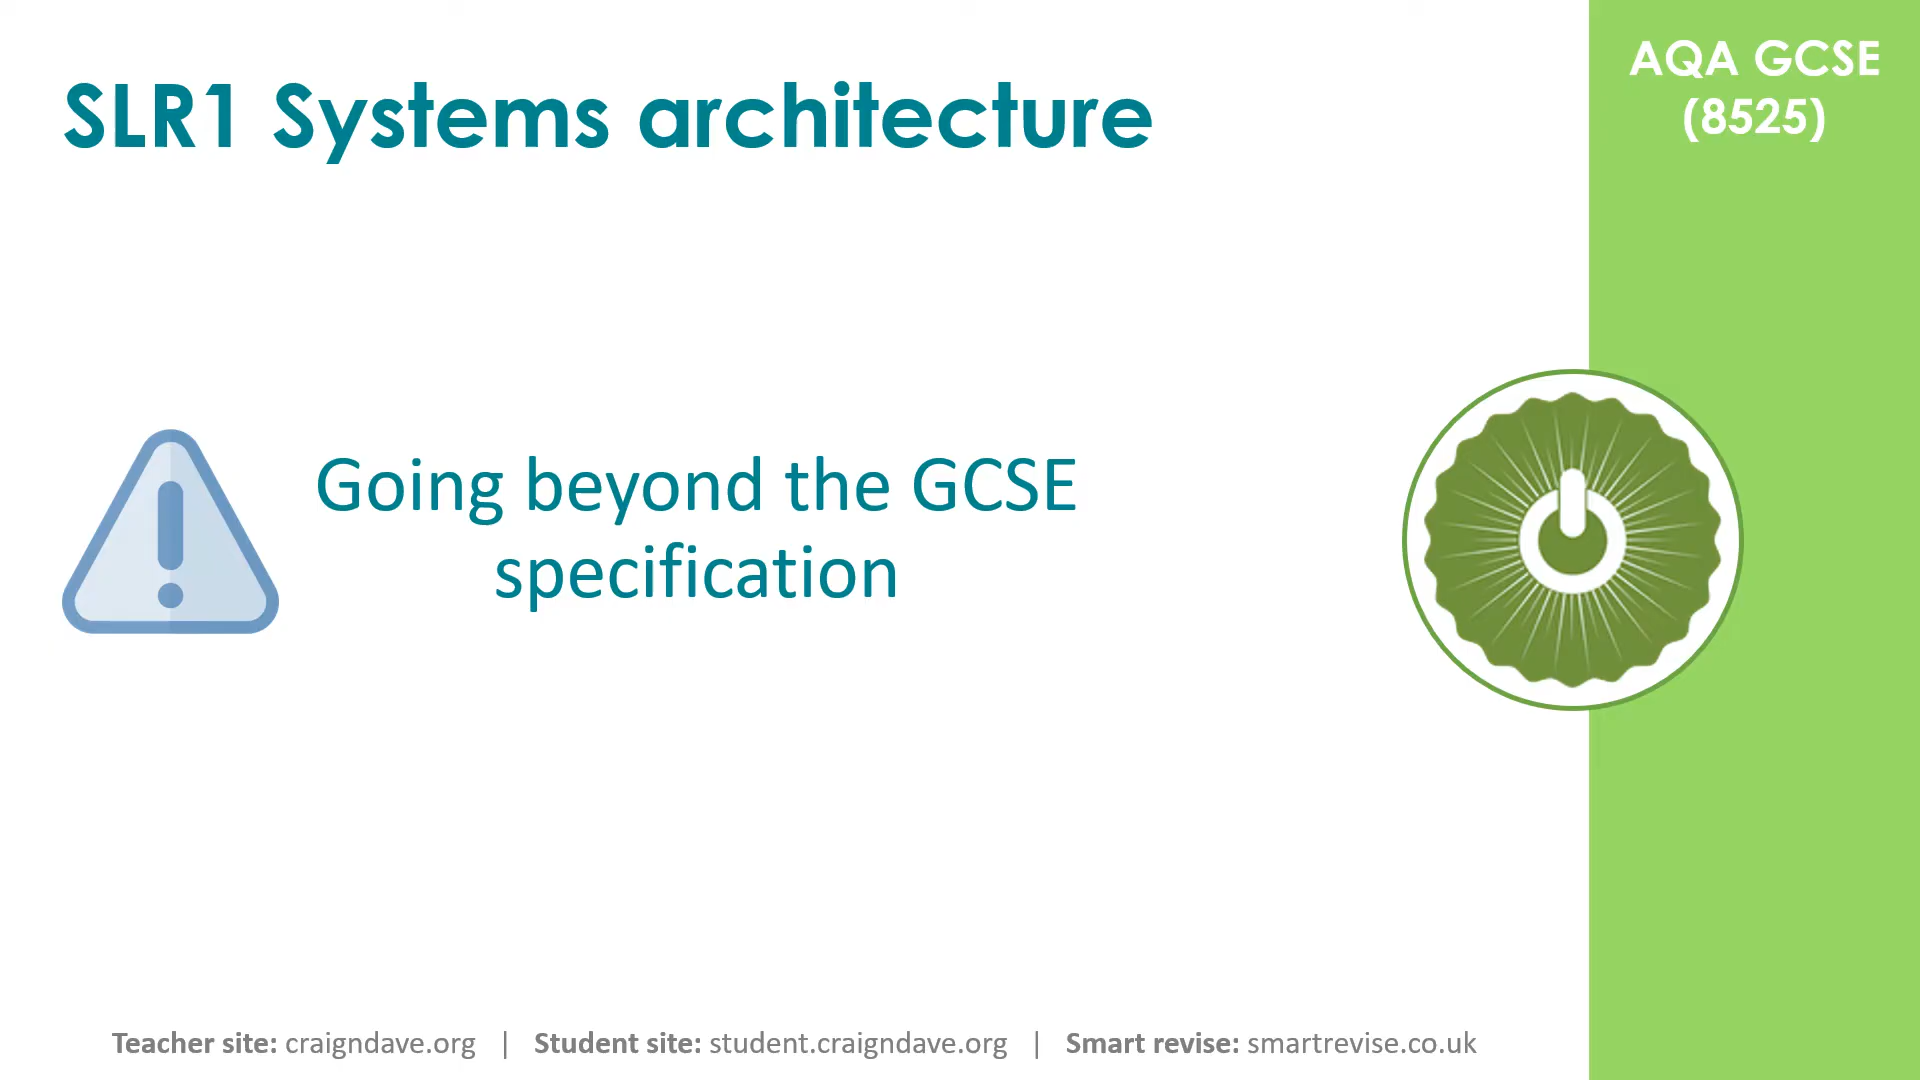 SLR1 Systems architecture
AQA GCSE
(8525)
Going beyond the GCSE
specification
Teacher site: craigndave.org | Student site: student.craigndave.org | Smart revise: smartrevise.co.uk